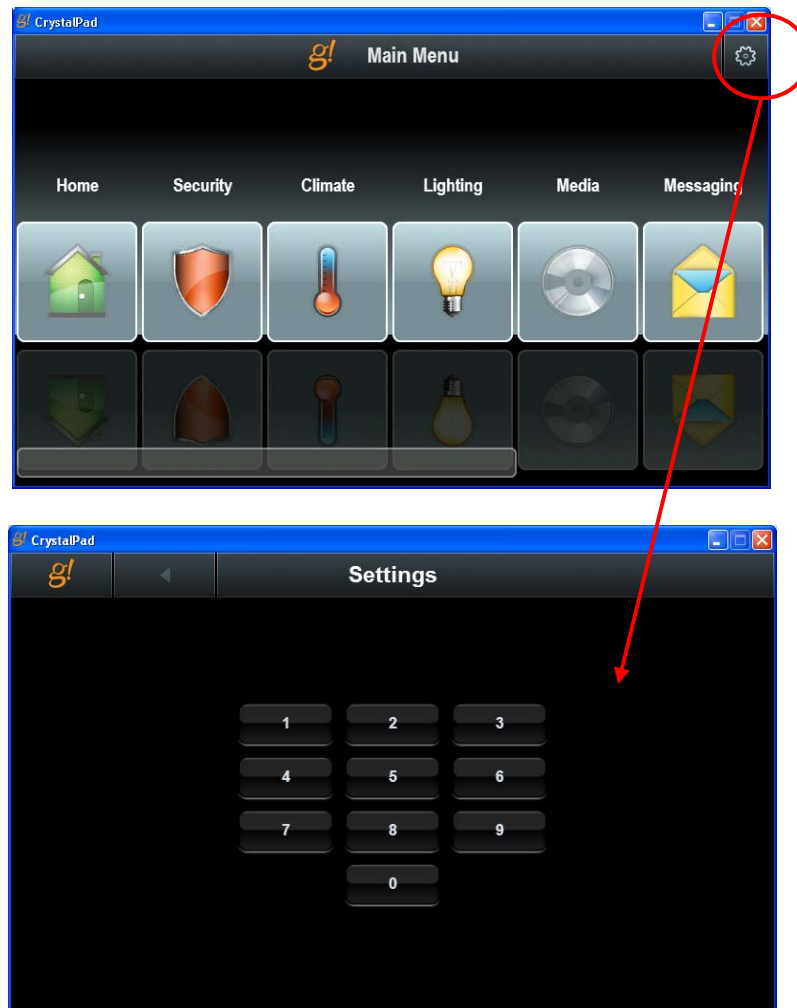 g! CrystalPad
g! Main Menu
Home Security Climate Lighting Media Messaging
g! CrystalPad
g! Settings
1 2 3
4 5 6
7 8 9
0